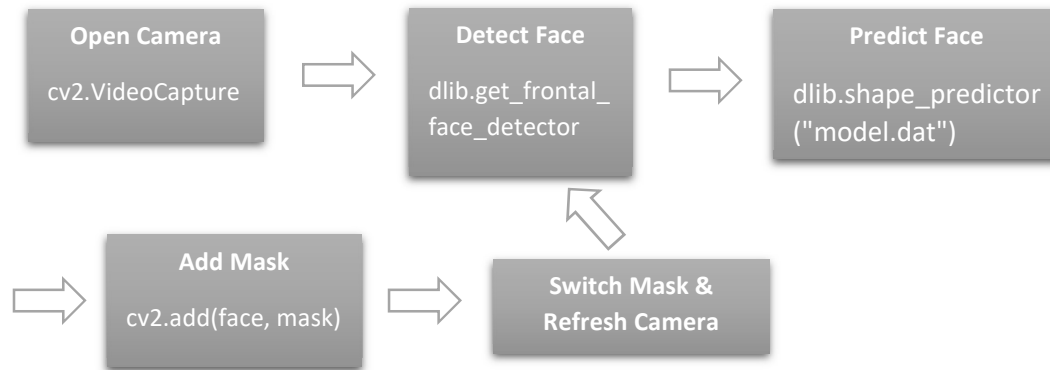 Open Camera
cv2.VideoCapture
Detect Face
dlib.get_frontal_
face_detector
Predict Face
dlib.shape_predictor
("model.dat")
Add Mask
cv2.add(face, mask)
Switch Mask &
Refresh Camera